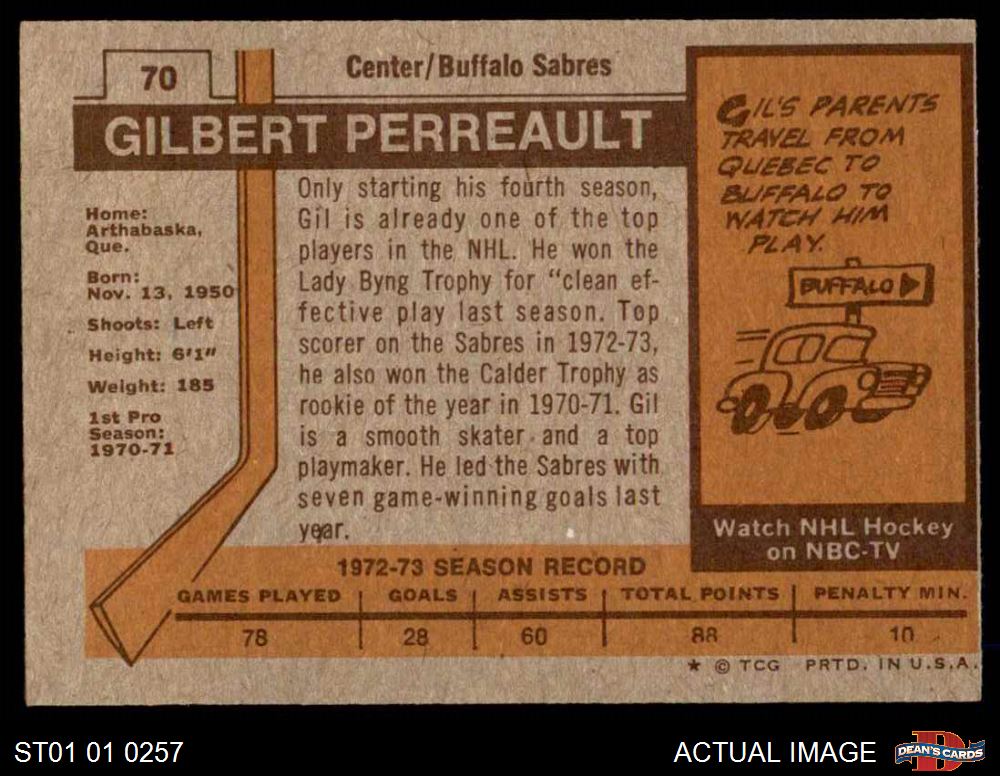 70
Center/Buffalo Sabres
GILBERT PERREAULT
Home:
Arthabaska,
Que.
Born:
Nov. 13, 1950
Shoots: Left
Height: 6'1"
Weight: 185
1st Pro
Season:
1970-71
Only starting his fourth season,
Gil is already one of the top
players in the NHL. He won the
Lady Byng Trophy for “clean ef-
fective play last season. Top
scorer on the Sabres in 1972-73,
he also won the Calder Trophy as
rookie of the year in 1970-71. Gil
is a smooth skater and a top
playmaker. He led the Sabres with
seven game-winning goals last
year.
GIL'S PARENTS
TRAVEL FROM
QUEBEC TO
BUFFALO TO
WATCH HIM
PLAY.
BUFFALO
Watch NHL Hockey
on NBC-TV
1972-73 SEASON RECORD
GAMES PLAYED GOALS ASSISTS TOTAL POINTS PENALTY MIN.
78 28 60 88 10
★ © TCG PRTD. IN U.S.A.
ST01 01 0257
ACTUAL IMAGE
D
DEAN'S CARDS